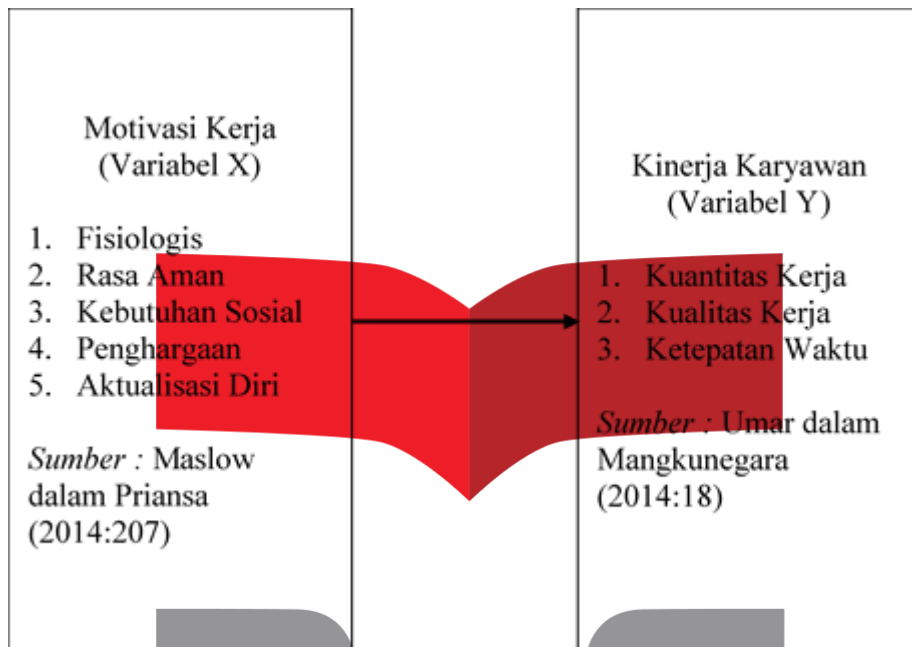 Motivasi Kerja
(Variabel X)
1. Fisiologis
2. Rasa Aman
3. Kebutuhan Sosial
4. Penghargaan
5. Aktualisasi Diri
Sumber : Maslow
dalam Priansa
(2014:207)
Kinerja Karyawan
(Variabel Y)
1. Kuantitas Kerja
2. Kualitas Kerja
3. Ketepatan Waktu
Sumber : Umar dalam
Mangkunegara
(2014:18)